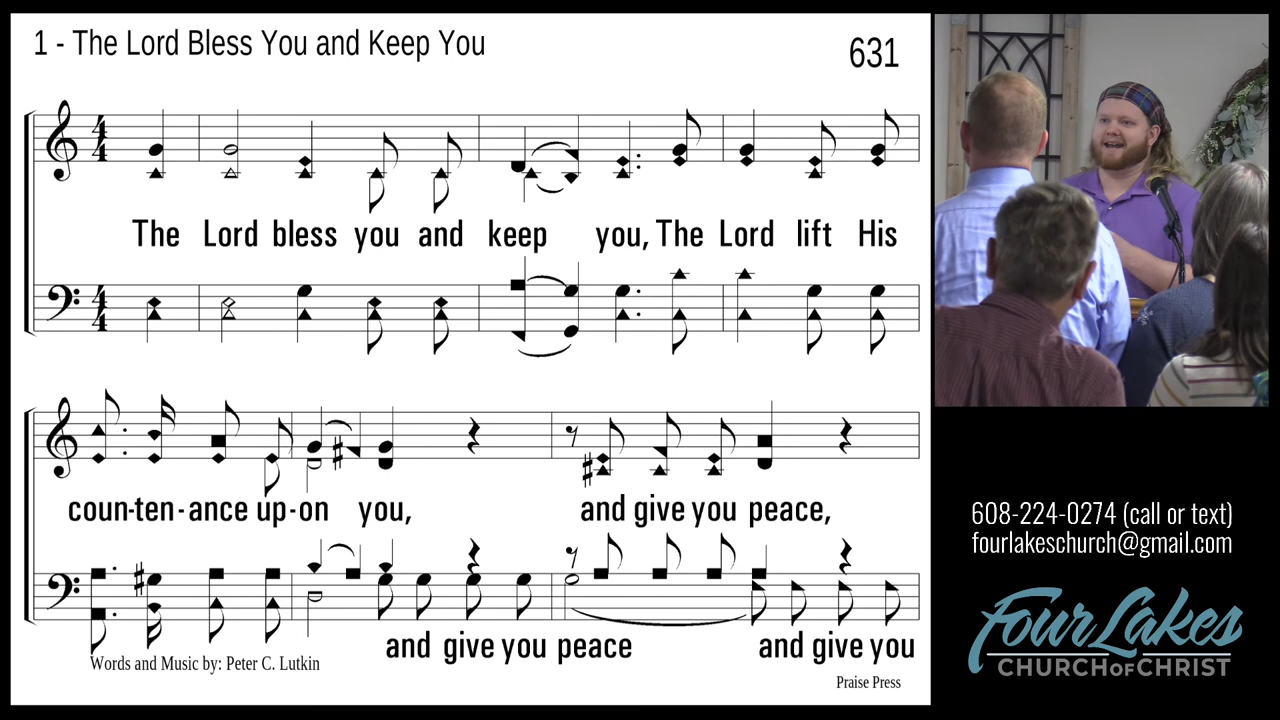 1 - The Lord Bless You and Keep You
631
The Lord bless you and keep you, The Lord lift His
coun-ten-ance up-on you, and give you peace,
and give you peace and give you
Words and Music by: Peter C. Lutkin
Praise Press
608-224-0274 (call or text)
fourlakeschurch@gmail.com
Four Lakes
CHURCH OF CHRIST